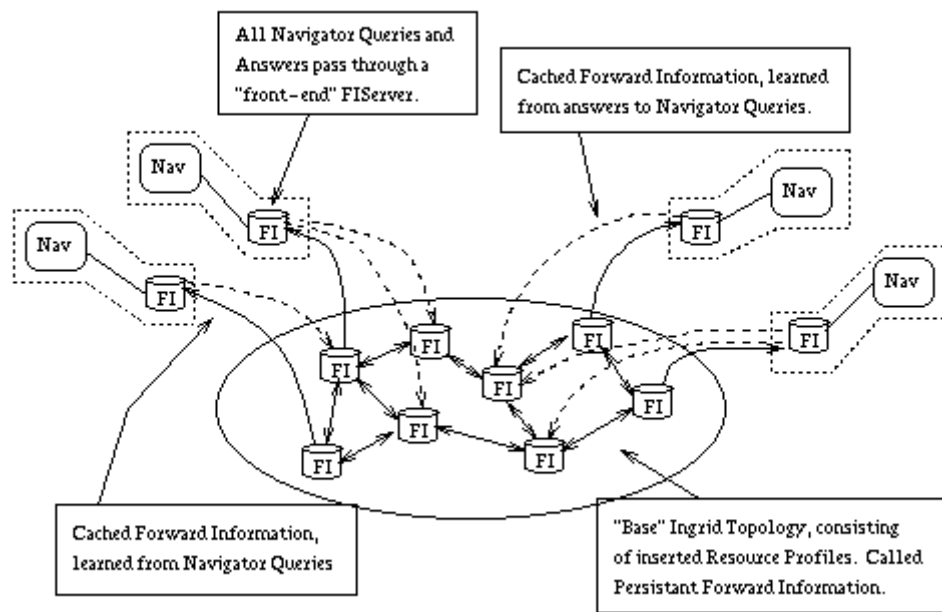 All Navigator Queries and
Answers pass through a
"front-end" FIServer.
Cached Forward Information, learned
from answers to Navigator Queries.
Nav
Nav
FI
FI
Nav
Nav
FI
FI
FI
FI
FI
FI
FI
FI
FI
FI
FI
FI
Cached Forward Information,
learned from Navigator Queries
"Base" Ingrid Topology, consisting
of inserted Resource Profiles. Called
Persistant Forward Information.